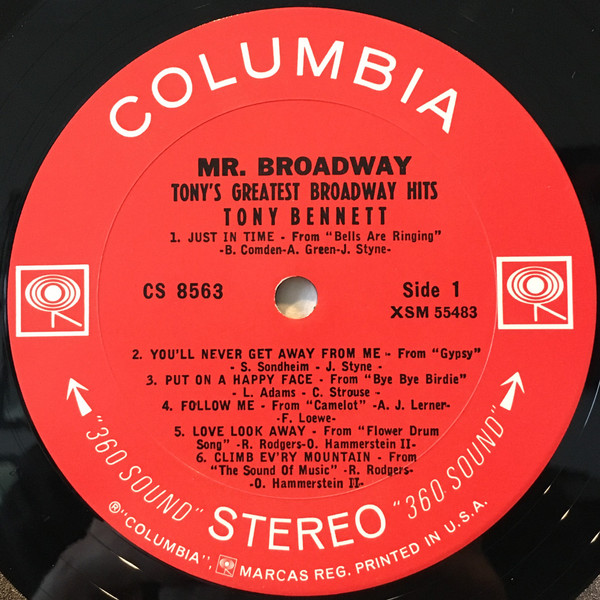 COLUMBIA
MR. BROADWAY
TONY'S GREATEST BROADWAY HITS
TONY BENNETT
1. JUST IN TIME - From "Bells Are Ringing"
-B. Comden-A. Green-J. Styne-
CS 8563
Side 1
XSM 55483
2. YOU'LL NEVER GET AWAY FROM ME - From "Gypsy"
- S. Sondheim - J. Styne -
3. PUT ON A HAPPY FACE - From "Bye Bye Birdie"
- L. Adams - C. Strouse -
4. FOLLOW ME - From "Camelot" -A. J. Lerner-
-F. Loewe-
5. LOVE LOOK AWAY - From "Flower Drum
Song" -R. Rodgers-O. Hammerstein II-
6. CLIMB EV'RY MOUNTAIN - From
"The Sound Of Music" -R. Rodgers-
-O. Hammerstein II-
"360 SOUND" STEREO "360 SOUND"
®"COLUMBIA", MARCAS REG. PRINTED IN U.S.A.